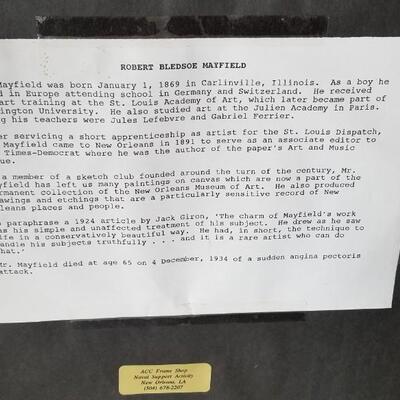 ROBERT BLEDSOE MAYFIELD
Mayfield was born January 1, 1869 in Carlinville, Illinois. As a boy he
d in Europe attending school in Germany and Switzerland. He received
art training at the St. Louis Academy of Art, which later became part of
ington University. He also studied art at the Julien Academy in Paris.
ng his teachers were Jules Lefebvre and Gabriel Ferrier.
er servicing a short apprenticeship as artist for the St. Louis Dispatch,
Mayfield came to New Orleans in 1891 to serve as an associate editor to
Times-Democrat where he was the author of the paper's Art and Music
ue.
a member of a sketch club founded around the turn of the century, Mr.
yfield has left us many paintings on canvas which are now a part of the
rmanent collection of the New Orleans Museum of Art. He also produced
awings and etchings that are a particularly sensitive record of New
leans places and people.
paraphrase a 1924 article by Jack Giron, 'The charm of Mayfield's work
as his simple and unaffected treatment of his subject. He drew as he saw
ife in a conservatively beautiful way. He had, in short, the technique to
andle his subjects truthfully . . . and it is a rare artist who can do
hat.'
Mr. Mayfield died at age 65 on 4 December, 1934 of a sudden angina pectoris
attack.
ACC Frame Shop
Naval Support Activity
New Orleans, LA
(504) 678-2207